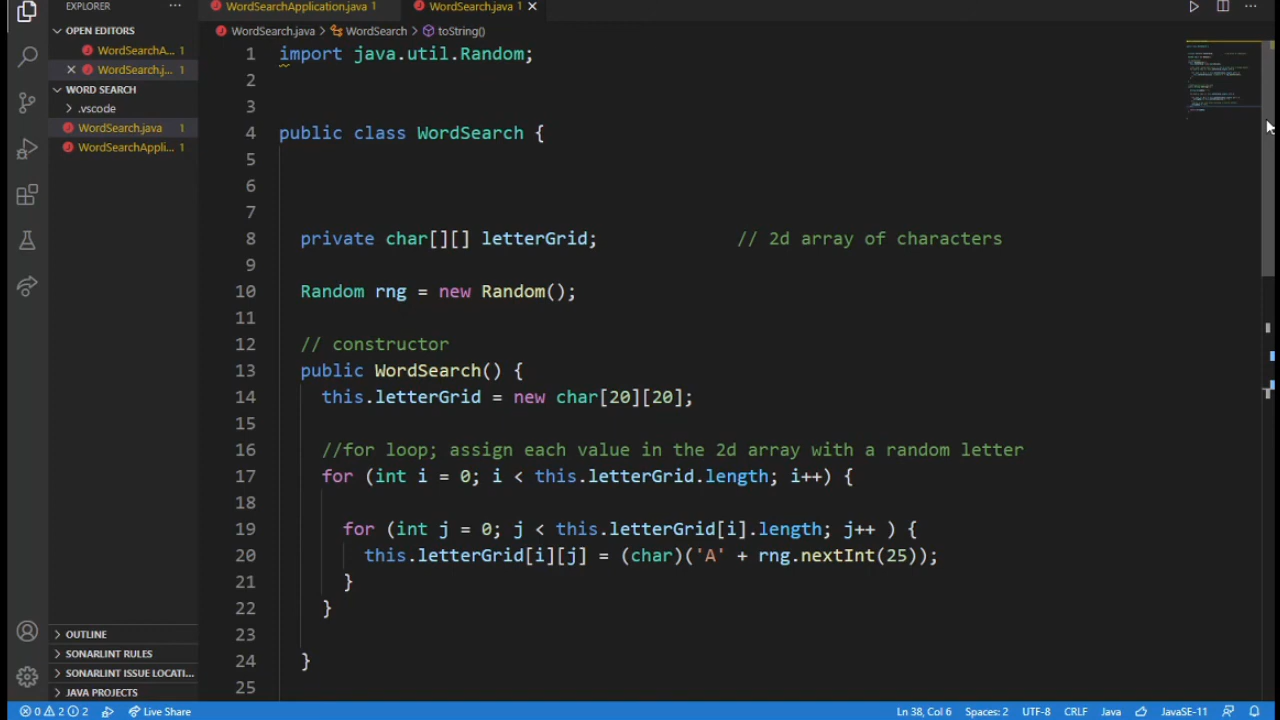 EXPLORER
···
OPEN EDITORS
WordSearchA... 1
WordSearch.j... 1
WORD SEARCH
.vscode
WordSearch.java 1
WordSearchAppli... 1
OUTLINE
SONARLINT RULES
SONARLINT ISSUE LOCATI...
JAVA PROJECTS
WordSearchApplication.java 1
WordSearch.java 1
WordSearch.java > WordSearch > toString()
1 import java.util.Random;
2
3
4 public class WordSearch {
5
6
7
8 private char[][] letterGrid; // 2d array of characters
9
10 Random rng = new Random();
11
12 // constructor
13 public WordSearch() {
14 this.letterGrid = new char[20][20];
15
16 //for loop; assign each value in the 2d array with a random letter
17 for (int i = 0; i < this.letterGrid.length; i++) {
18
19 for (int j = 0; j < this.letterGrid[i].length; j++ ) {
20 this.letterGrid[i][j] = (char)('A' + rng.nextInt(25));
21 }
22 }
23
24 }
25
0 2 2 Live Share Ln 38, Col 6 Spaces: 2 UTF-8 CRLF Java JavaSE-11